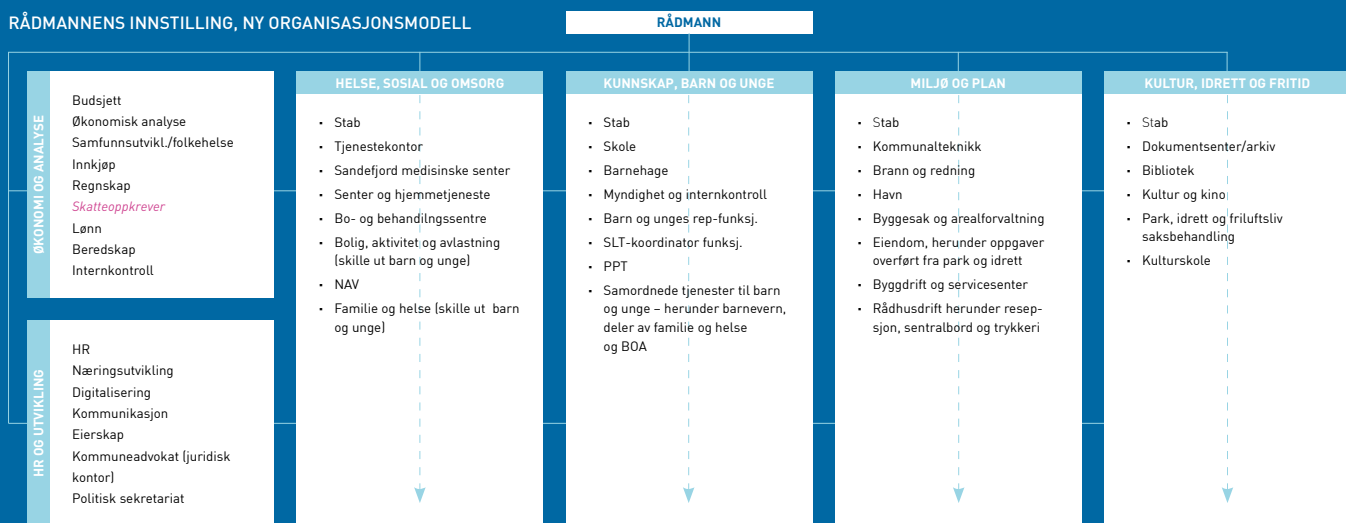 RÅDMANNENS INNSTILLING, NY ORGANISASJONSMODELL
RÅDMANN
ØKONOMI OG ANALYSE
Budsjett
Økonomisk analyse
Samfunnsutvikl./folkehelse
Innkjøp
Regnskap
Skatteoppkrever
Lønn
Beredskap
Internkontroll
HR OG UTVIKLING
HR
Næringsutvikling
Digitalisering
Kommunikasjon
Eierskap
Kommuneadvokat (juridisk
kontor)
Politisk sekretariat
HELSE, SOSIAL OG OMSORG
• Stab
• Tjenestekontor
• Sandefjord medisinske senter
• Senter og hjemmetjeneste
• Bo- og behandilngssentre
• Bolig, aktivitet og avlastning
(skille ut barn og unge)
• NAV
• Familie og helse (skille ut barn
og unge)
KUNNSKAP, BARN OG UNGE
• Stab
• Skole
• Barnehage
• Myndighet og internkontroll
• Barn og unges rep-funksj.
• SLT-koordinator funksj.
• PPT
• Samordnede tjenester til barn
og unge – herunder barnevern,
deler av familie og helse
og BOA
MILJØ OG PLAN
• Stab
• Kommunalteknikk
• Brann og redning
• Havn
• Byggesak og arealforvaltning
• Eiendom, herunder oppgaver
overført fra park og idrett
• Byggdrift og servicesenter
• Rådhusdrift herunder resep-
sjon, sentralbord og trykkeri
KULTUR, IDRETT OG FRITID
• Stab
• Dokumentsenter/arkiv
• Bibliotek
• Kultur og kino
• Park, idrett og friluftsliv
saksbehandling
• Kulturskole